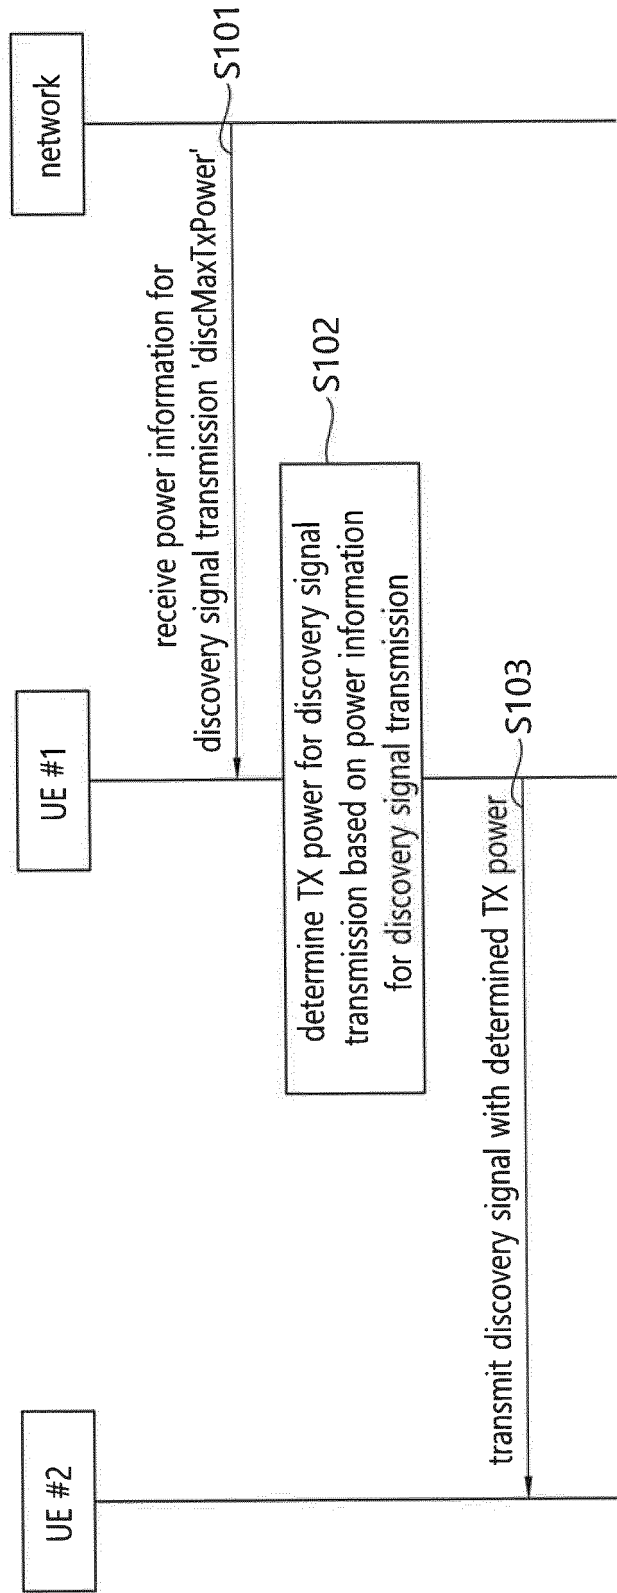 UE #2
UE #1
network
receive power information for
discovery signal transmission 'discMaxTxPower'
S101
determine TX power for discovery signal
transmission based on power information
for discovery signal transmission
S102
transmit discovery signal with determined TX power
S103